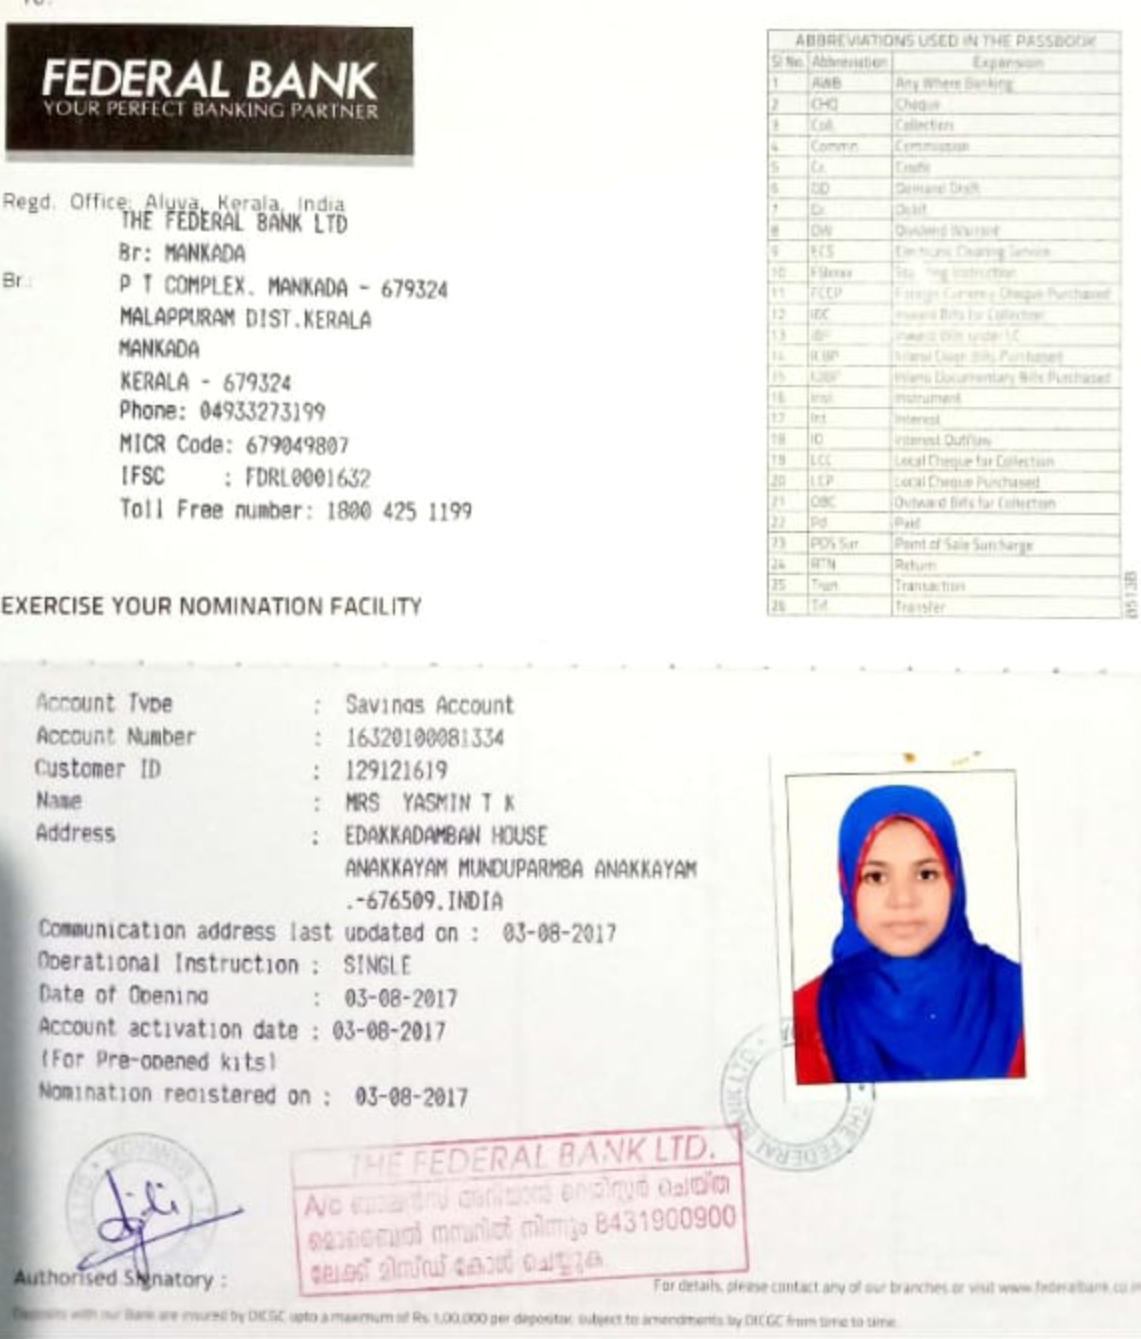 FEDERAL BANK
YOUR PERFECT BANKING PARTNER
Regd. Office: Aluva, Kerala, India
THE FEDERAL BANK LTD
Br: MANKADA
Br.:
P T COMPLEX. MANKADA - 679324
MALAPPURAM DIST.KERALA
MANKADA
KERALA - 679324
Phone: 04933273199
MICR Code: 679049807
IFSC : FDRL0001632
Toll Free number: 1800 425 1199
EXERCISE YOUR NOMINATION FACILITY
ABBREVIATIONS USED IN THE PASSBOOK
Sl No. Abbreviation Expansion
1 AWB Any Where Banking
2 CHQ Cheque
3 Coll. Collection
4 Commn Commission
5 Cr. Credit
6 DD Demand Draft
7 Dr. Debit
8 DW Dividend Warrant
9 ECS Electronic Clearing Service
10 Instruction
11 FCCP Foreign Currency Cheque Purchased
12 IBC Inward Bills for Collection
13 Inward Bills under LC
14 Bills Purchased
15 Inland Documentary Bills Purchased
16 Inst Instrument
17 Int Interest
18 IO Interest Outflow
19 LCC Local Cheque for Collection
20 LCP Local Cheque Purchased
21 OBC Outward Bills for Collection
22 Pd Paid
23 POS Sur Point of Sale Surcharge
24 RTN Return
25 Tran Transaction
26 Trf Transfer
0513B
Account Type : Savings Account
Account Number : 16320100081334
Customer ID : 129121619
Name : MRS YASMIN T K
Address : EDAKKADAMBAN HOUSE
ANAKKAYAM MUNDUPARMBA ANAKKAYAM
.-676509.INDIA
Communication address last updated on : 03-08-2017
Operational Instruction : SINGLE
Date of Opening : 03-08-2017
Account activation date : 03-08-2017
(For Pre-opened kits)
Nomination registered on : 03-08-2017
THE FEDERAL BANK LTD.
A/c ബാലൻസ് അറിയാൻ രജിസ്റ്റർ ചെയ്ത
മൊബൈൽ നമ്പറിൽ നിന്നും 8431900900
ലേക്ക് മിസ്ഡ് കോൾ ചെയ്യുക
THE FEDERAL BANK LTD.
Authorised Signatory :
For details, please contact any of our branches or visit www.federalbank.co.in
Deposits with our Bank are insured by DICGC upto a maximum of Rs. 1,00,000 per depositor, subject to amendments by DICGC from time to time.